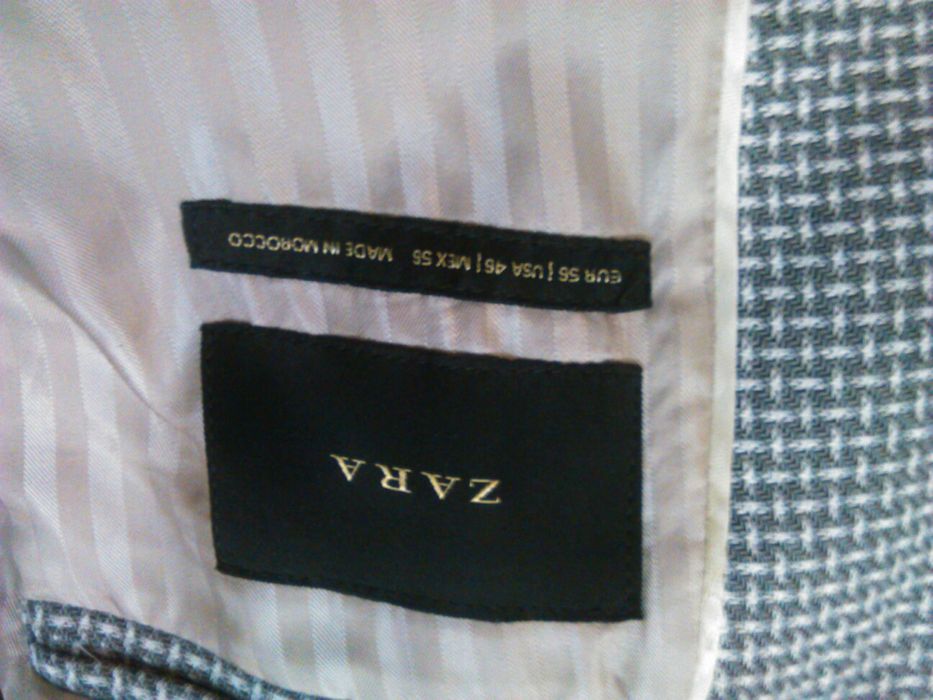 ZARA
EUR 56 | USA 46 | MEX 56 MADE IN MOROCCO